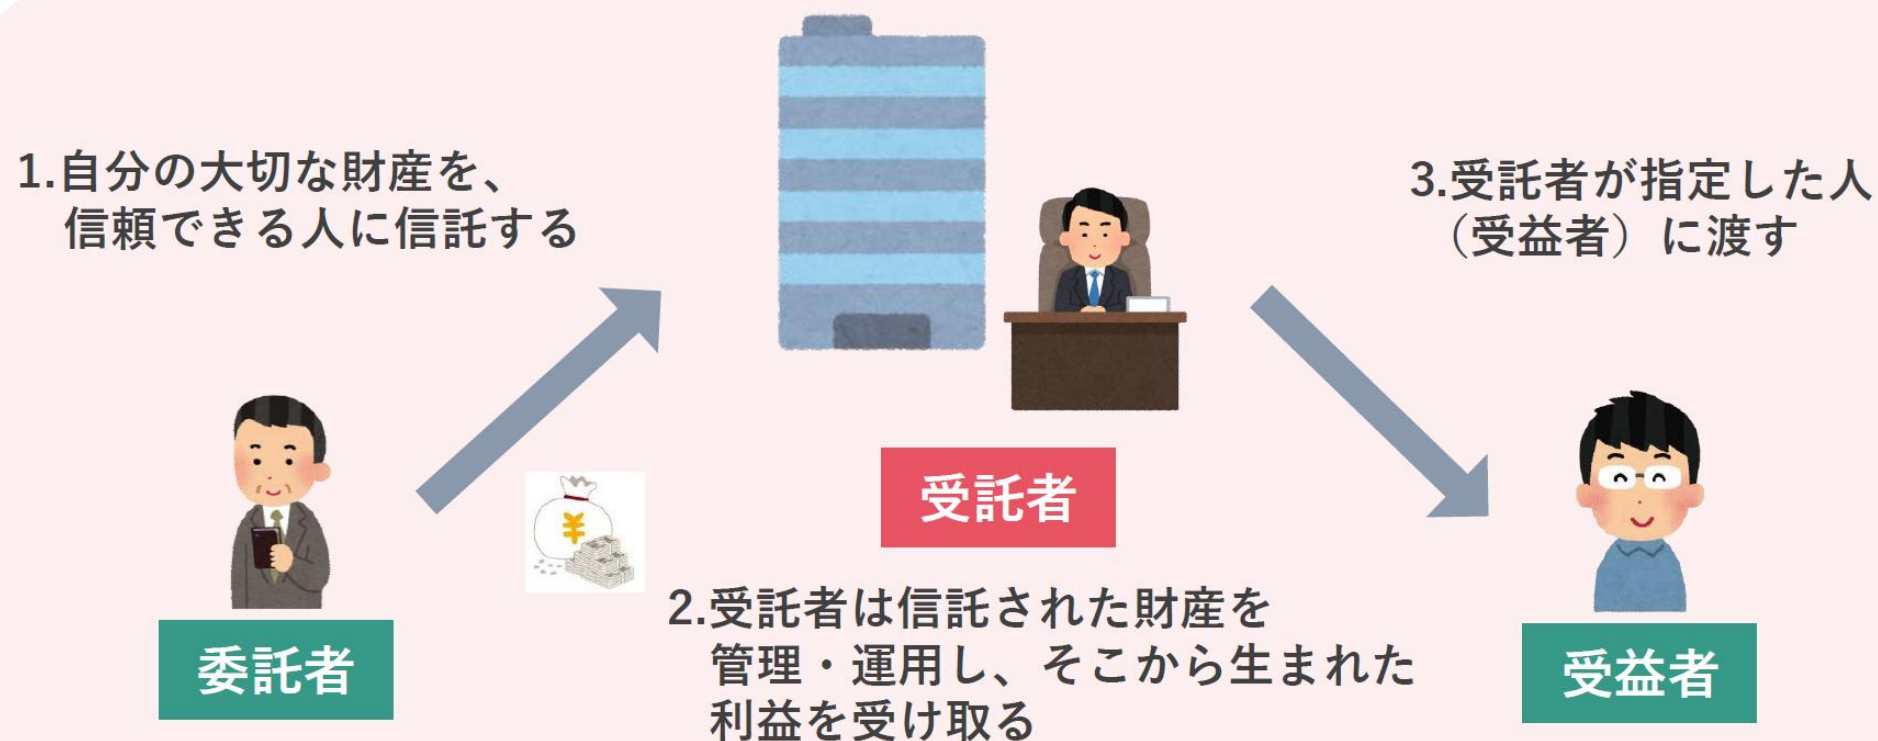 1.自分の大切な財産を、
信頼できる人に信託する
3.受託者が指定した人
（受益者）に渡す
¥
受託者
2.受託者は信託された財産を
管理・運用し、そこから生まれた
利益を受け取る
委託者
受益者